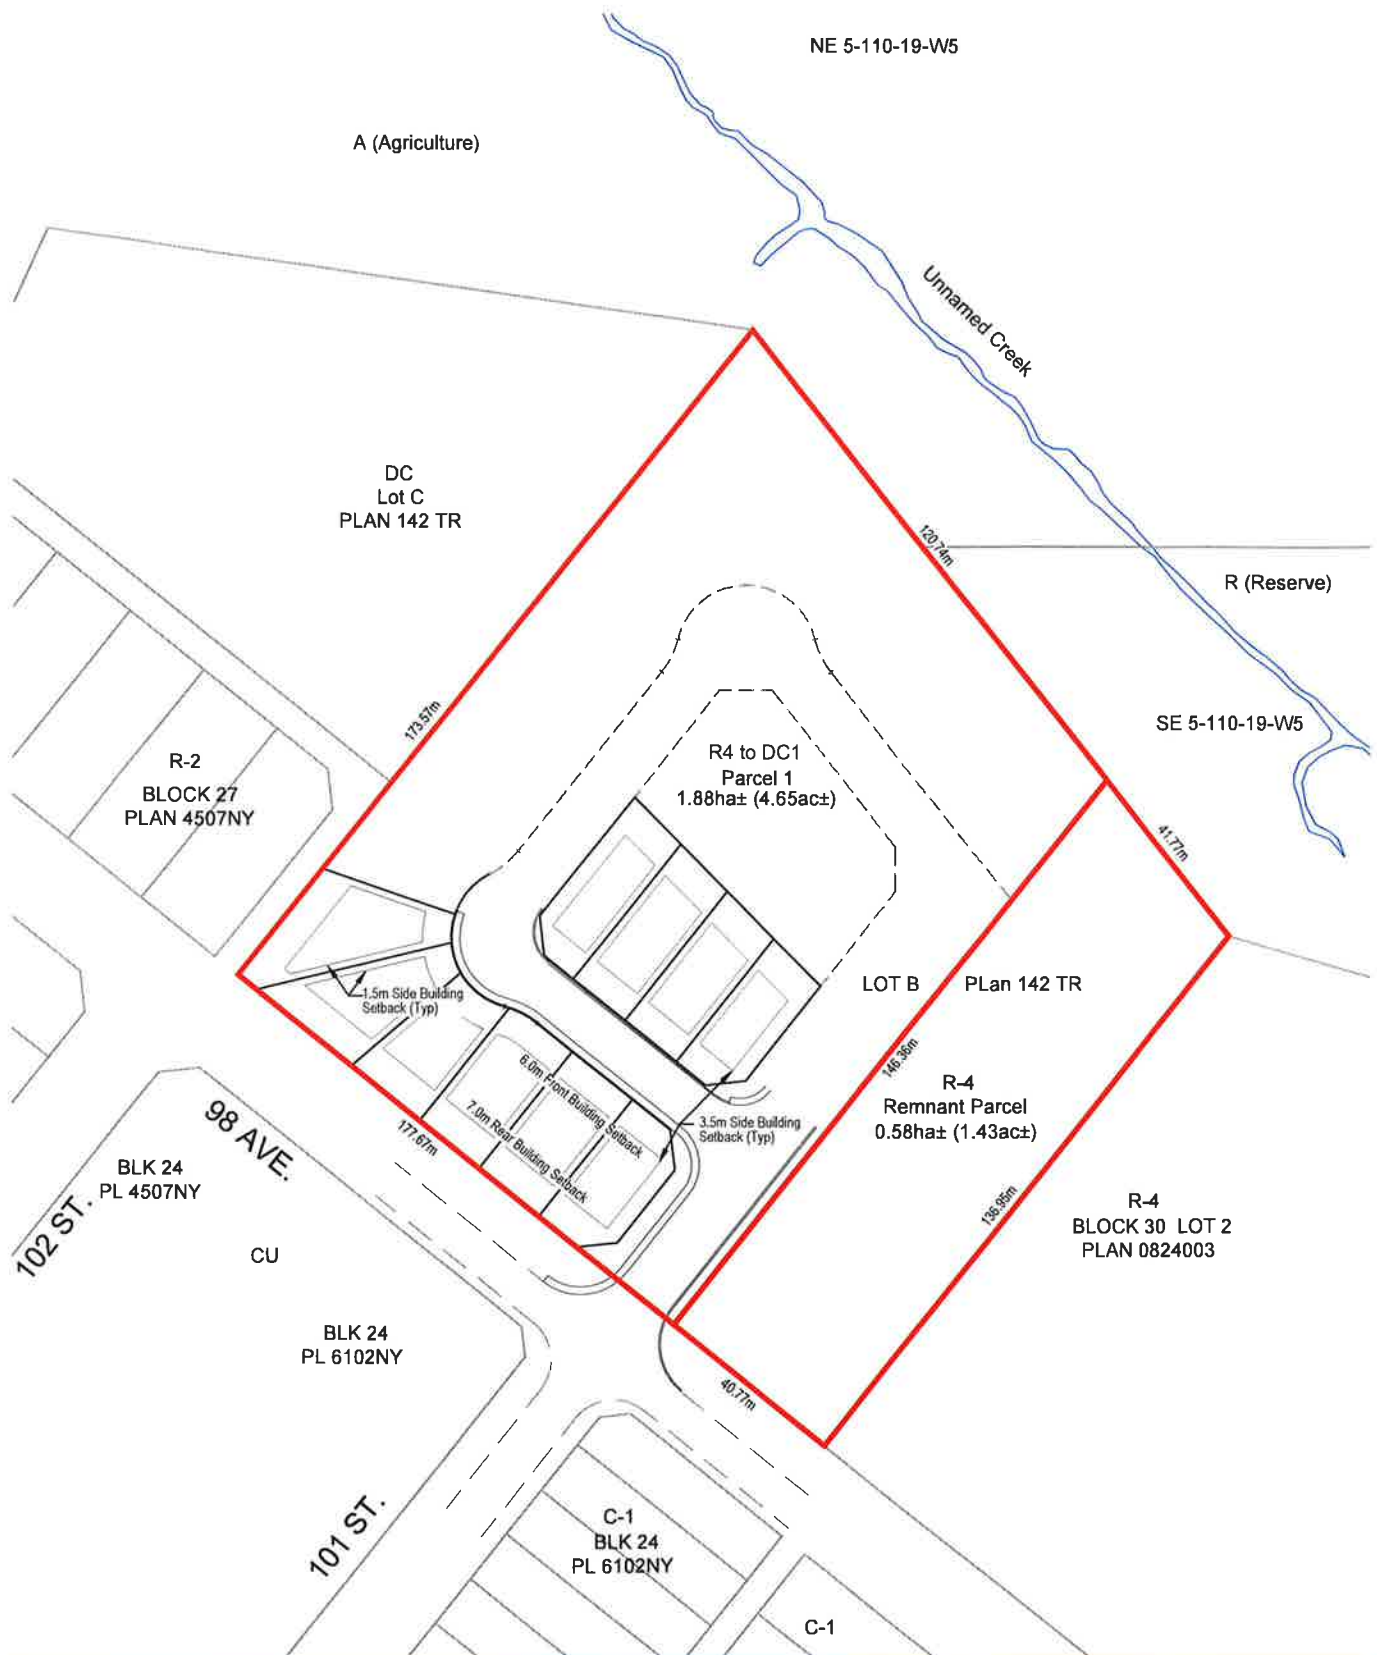 NE 5-110-19-W5
A (Agriculture)
Unnamed Creek
DC
Lot C
PLAN 142 TR
120.74m
R (Reserve)
173.57m
SE 5-110-19-W5
R-2
BLOCK 27
PLAN 4507NY
R4 to DC1
Parcel 1
1.88ha± (4.65ac±)
41.77m
LOT B
PLan 142 TR
1.5m Side Building
Setback (Typ)
146.36m
6.0m Front Building Setback
7.0m Rear Building Setback
R-4
Remnant Parcel
0.58ha± (1.43ac±)
3.5m Side Building
Setback (Typ)
177.67m
98 AVE.
BLK 24
PL 4507NY
102 ST.
136.95m
R-4
BLOCK 30 LOT 2
PLAN 0824003
CU
BLK 24
PL 6102NY
40.77m
101 ST.
C-1
BLK 24
PL 6102NY
C-1